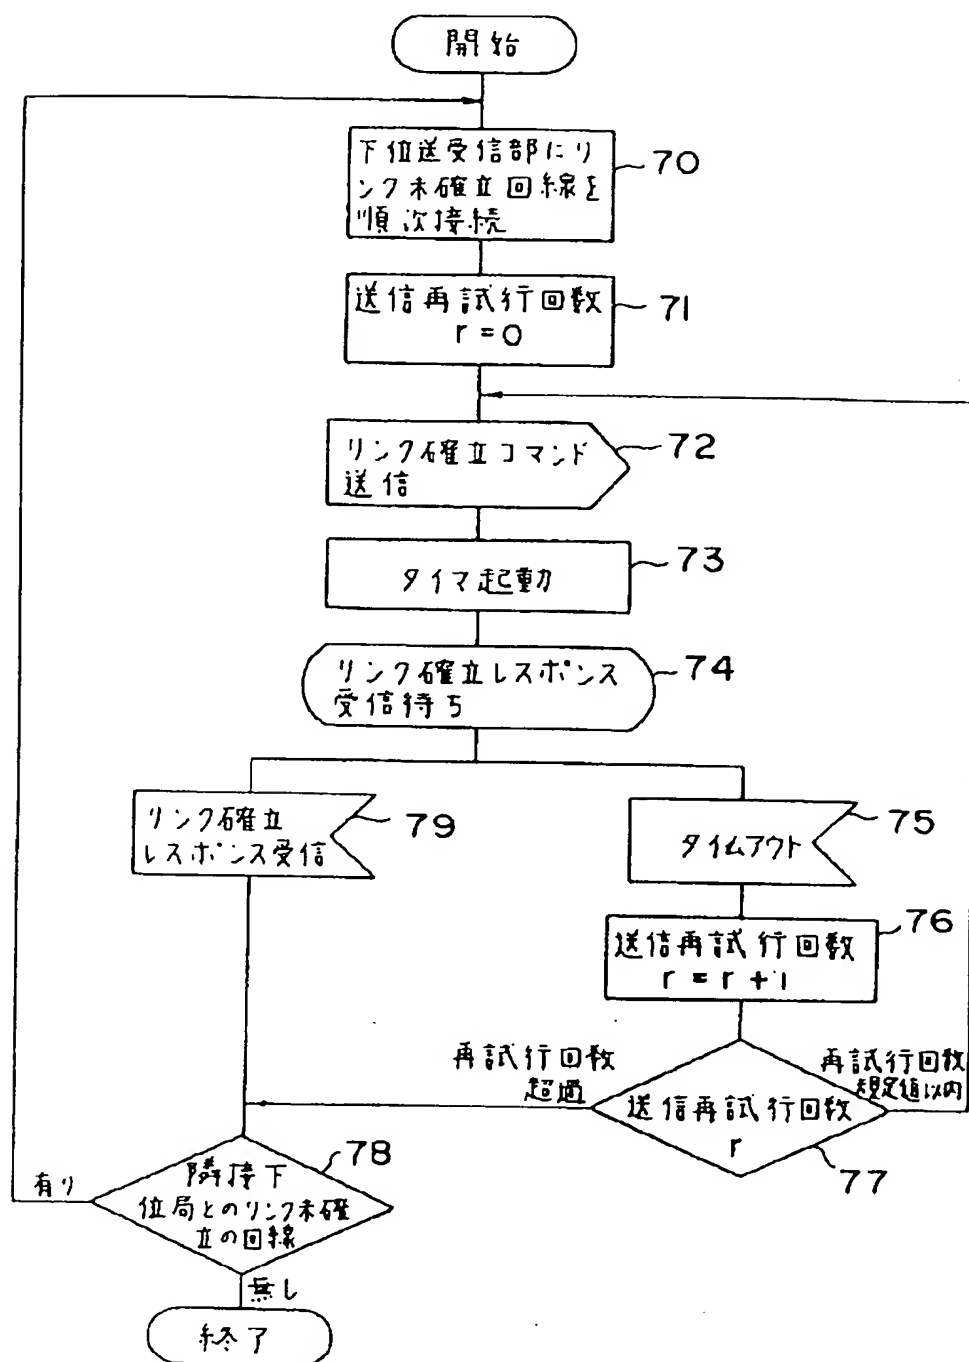 開始
下位送受信部にリ
ンク未確立回線を
順次接続
70
送信再試行回数
r=0
71
リンク確立コマンド
送信
72
タイマ起動
73
リンク確立レスポンス
受信待ち
74
リンク確立
レスポンス受信
79
タイムアウト
75
送信再試行回数
r=r+1
76
再試行回数
超過
送信再試行回数
r
再試行回数
規定値以内
77
隣接下
位局とのリンク未確
立の回線
78
有り
無し
終了